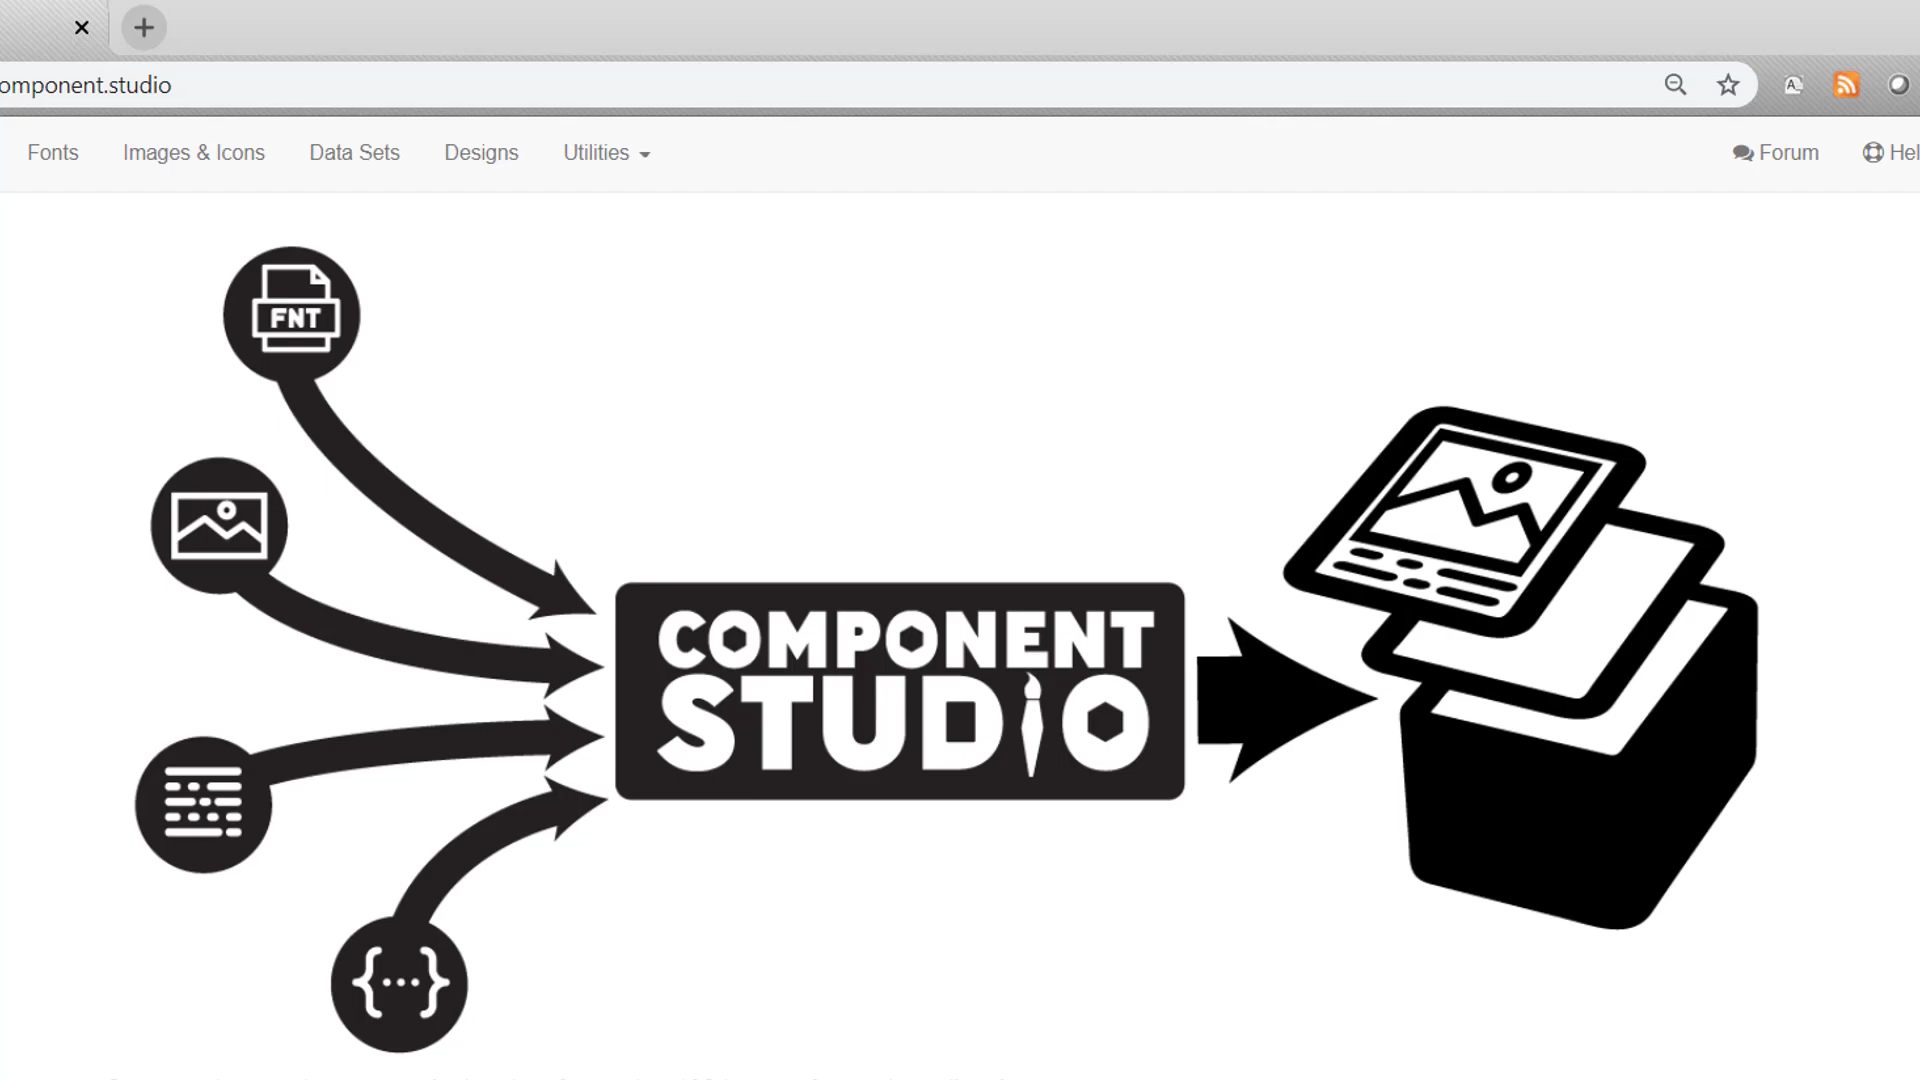 omponent.studio
Fonts Images & Icons Data Sets Designs Utilities Forum Hel
FNT
COMPONENT
STUDIO
{...}